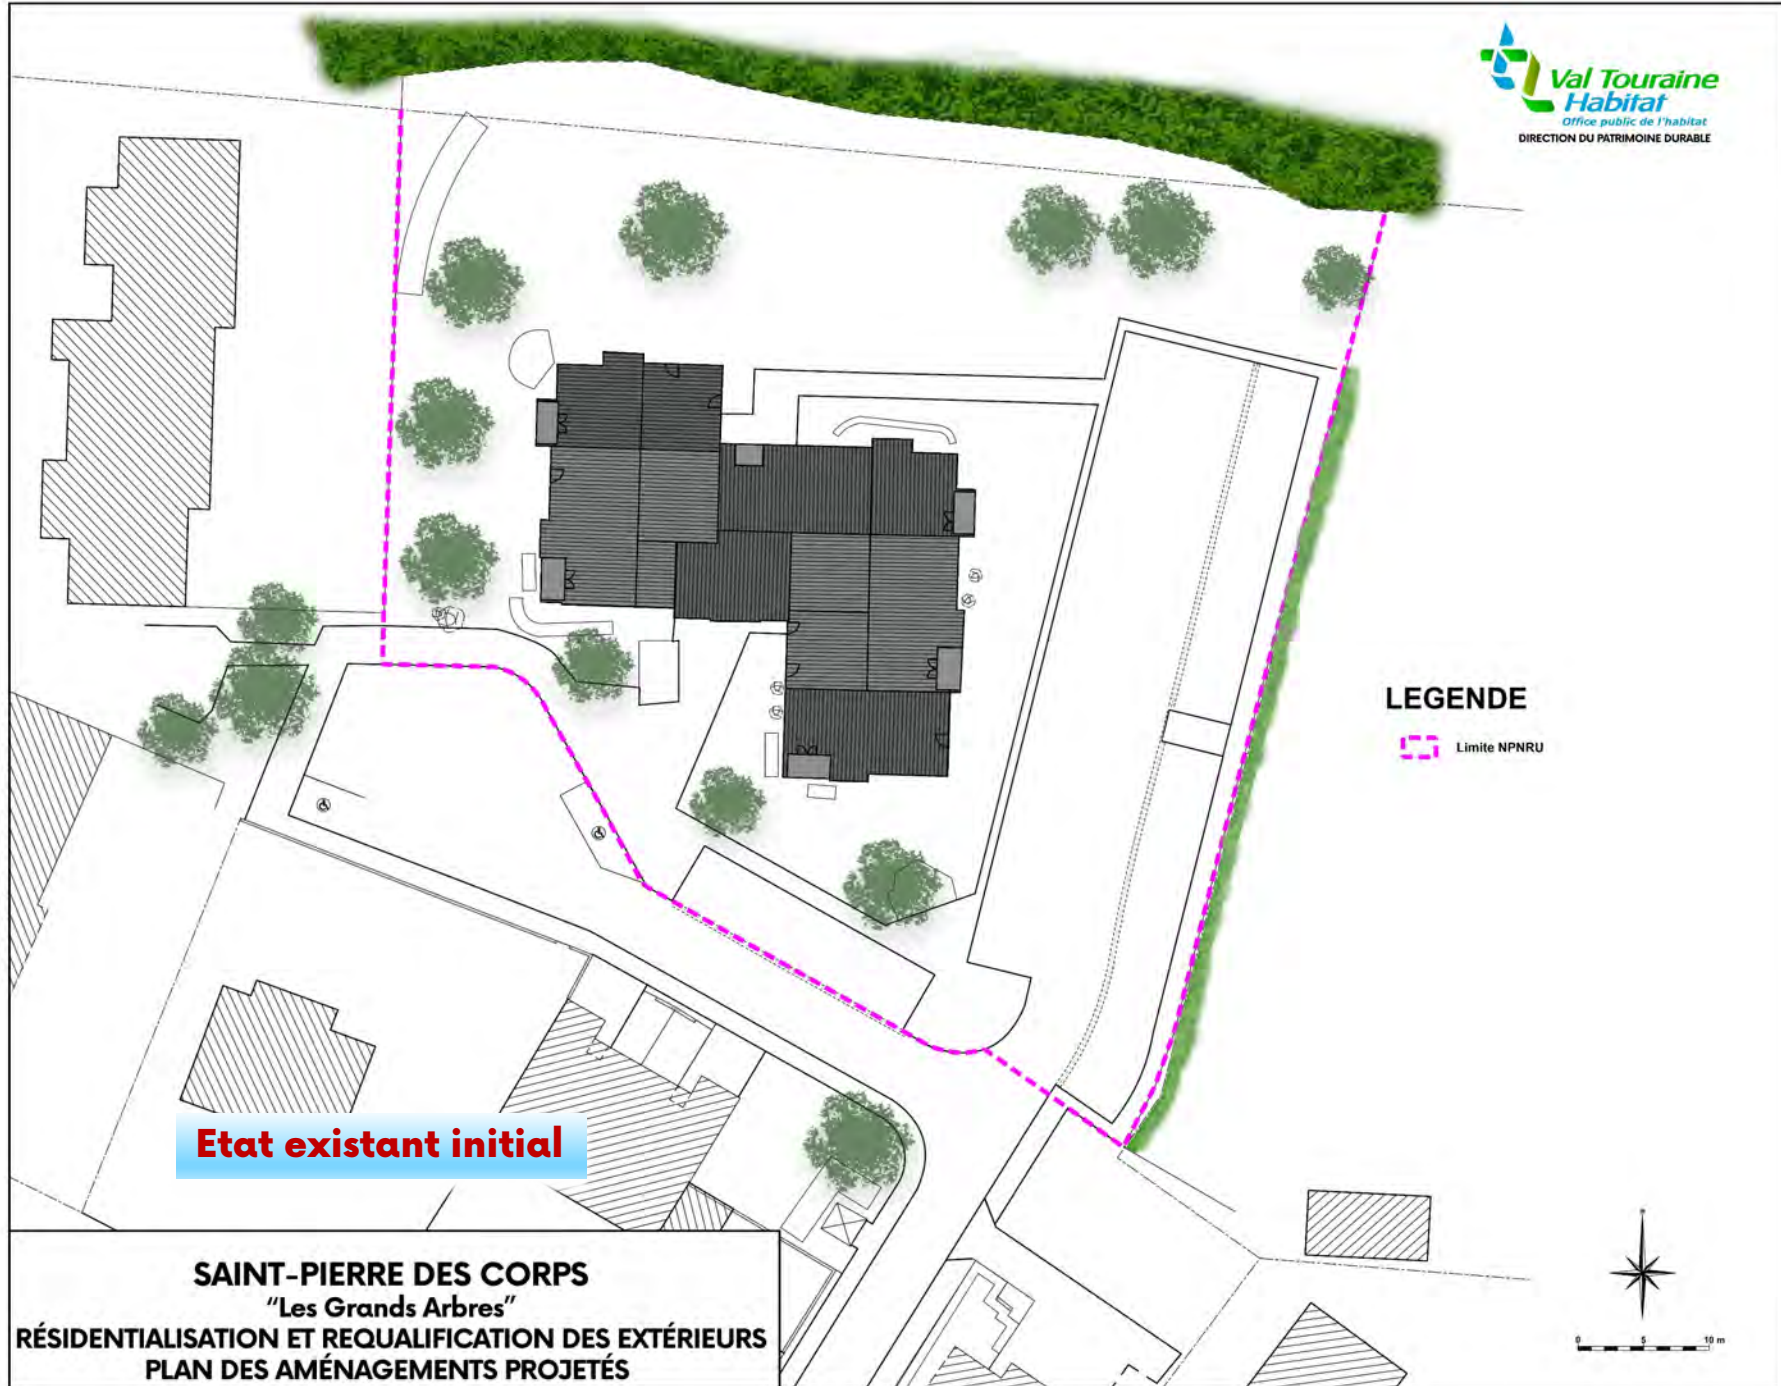 Val Touraine
Habitat
Office public de l'habitat
DIRECTION DU PATRIMOINE DURABLE
LEGENDE
Limite NPNRU
Etat existant initial
SAINT-PIERRE DES CORPS
"Les Grands Arbres"
RÉSIDENTIALISATION ET REQUALIFICATION DES EXTÉRIEURS
PLAN DES AMÉNAGEMENTS PROJETÉS
0 5 10 m